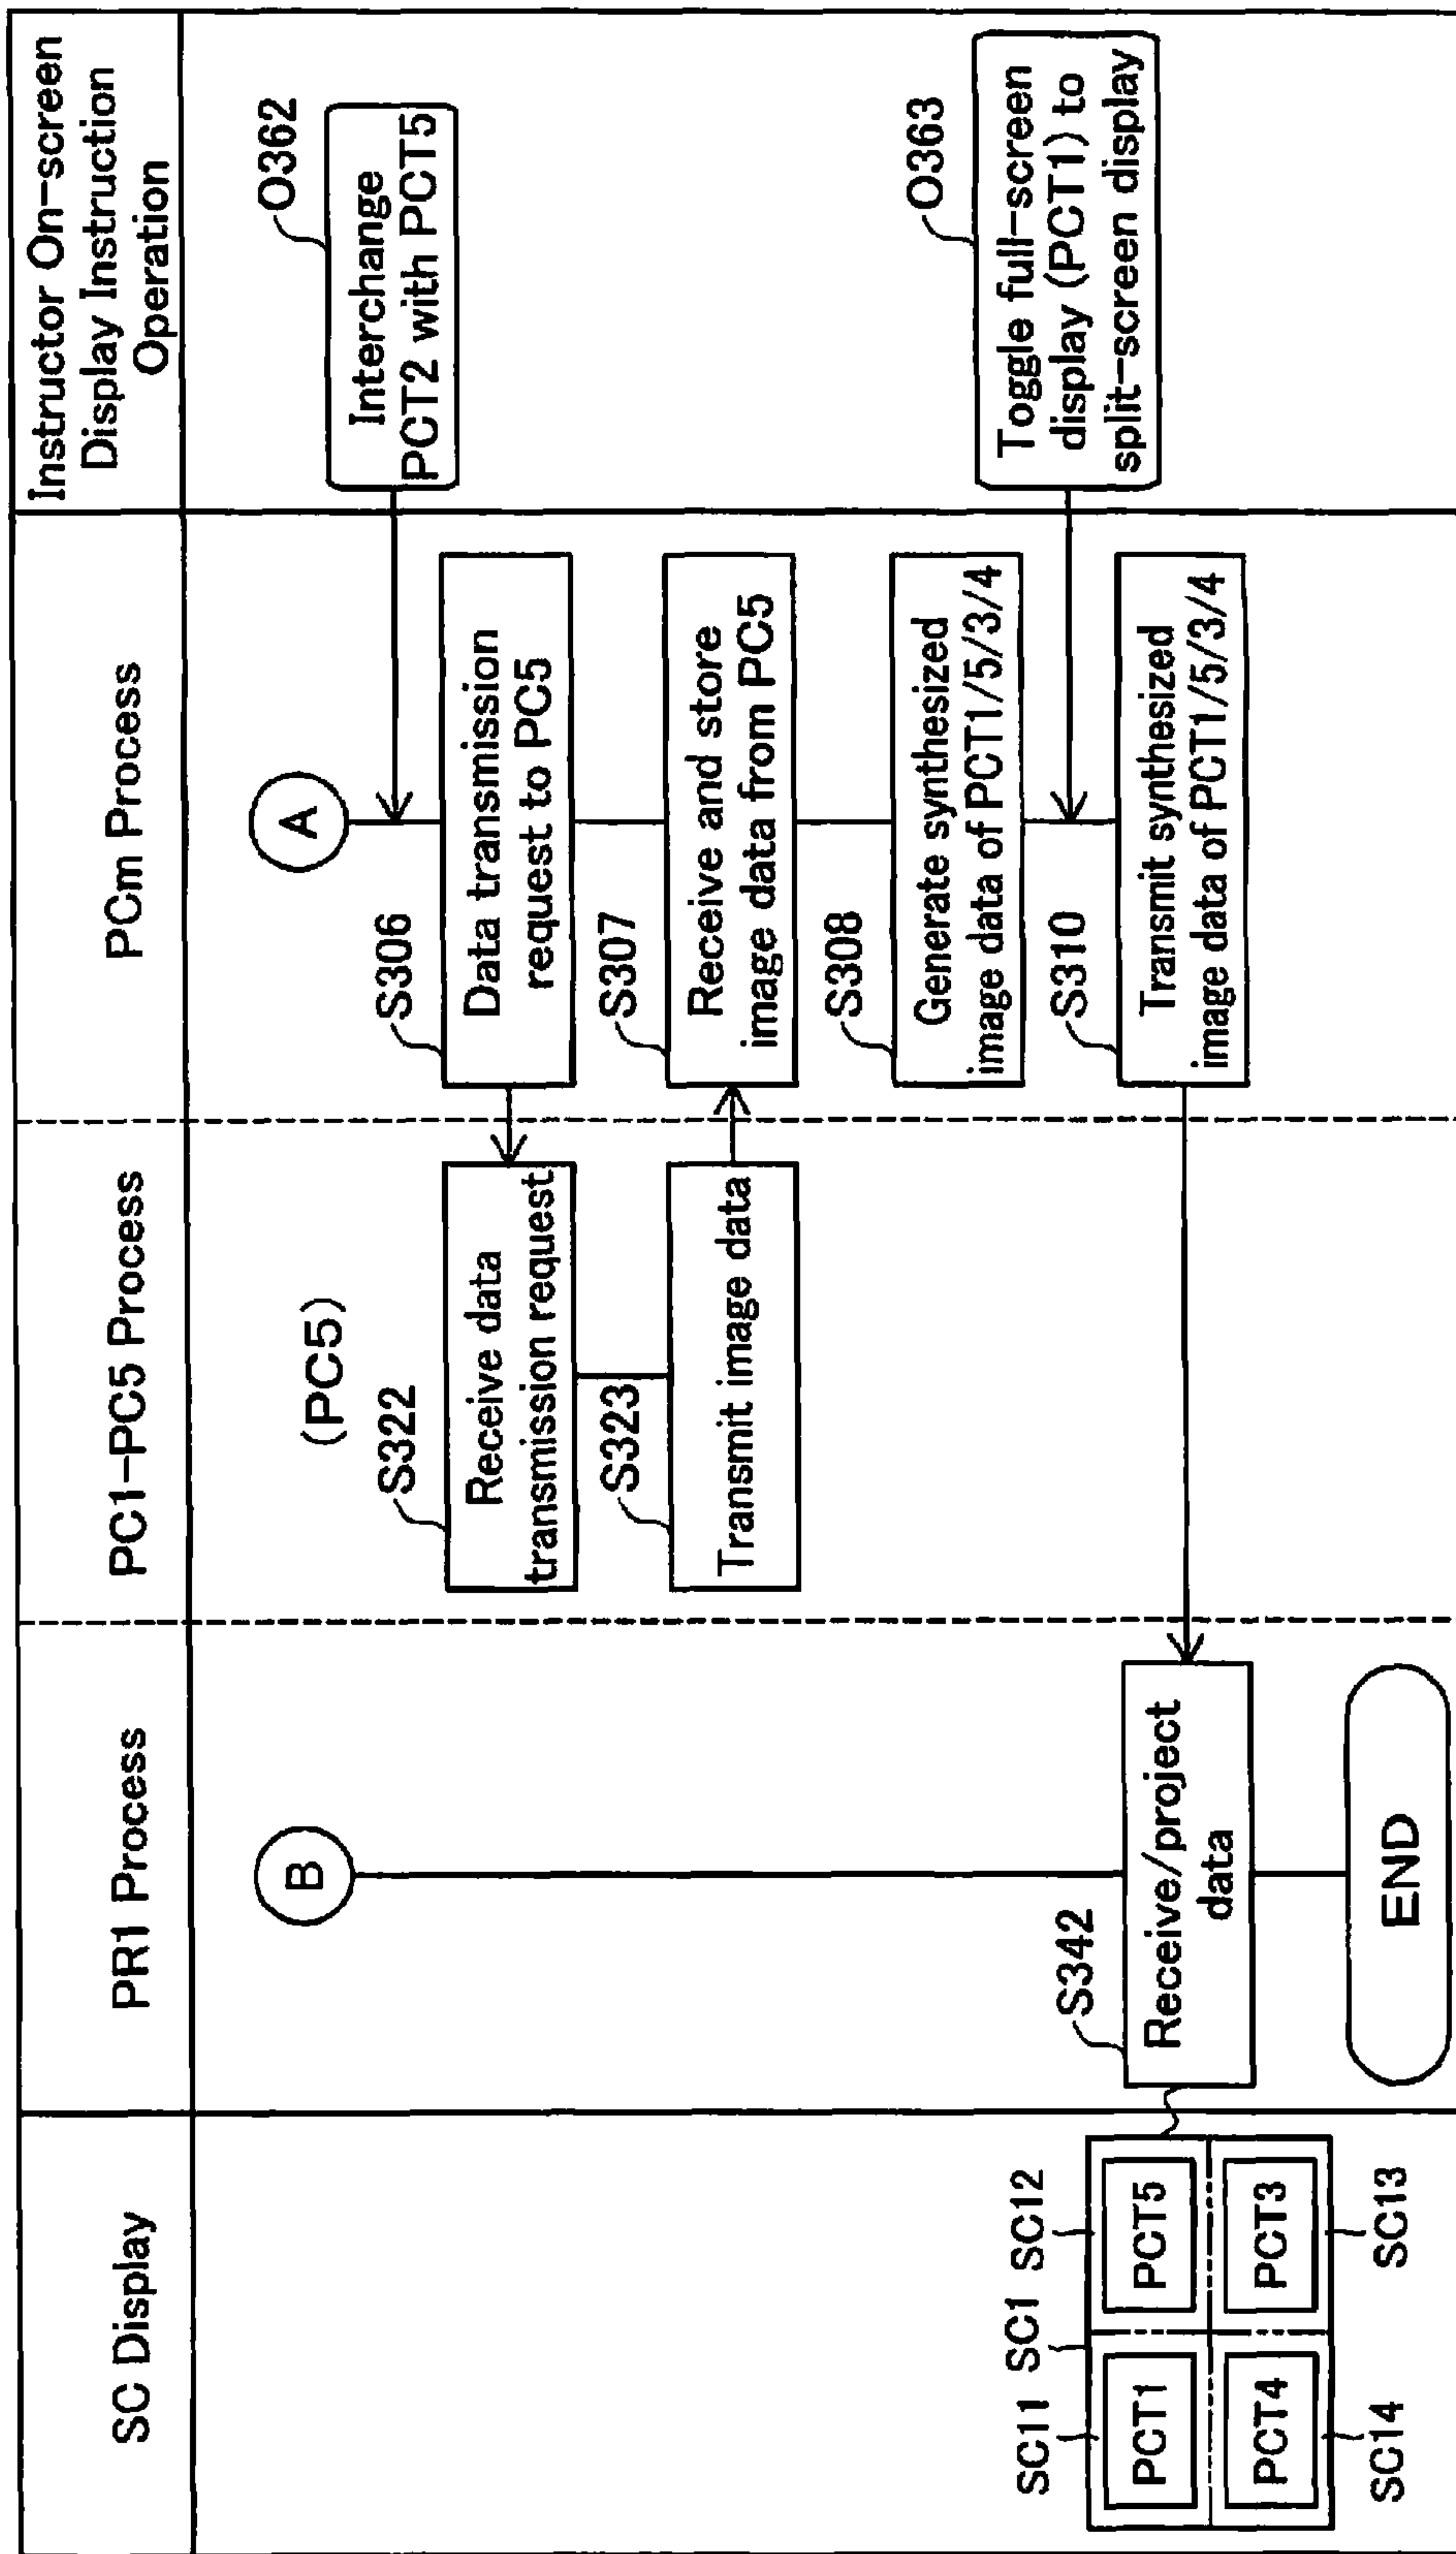 SC Display
PR1 Process
PC1-PC5 Process
PCm Process
Instructor On-screen
Display Instruction
Operation
B
(PC5)
A
O362
Interchange
PCT2 with PCT5
S322
Receive data
transmission request
S306
Data transmission
request to PC5
S323
Transmit image data
S307
Receive and store
image data from PC5
S308
Generate synthesized
image data of PCT1/5/3/4
O363
Toggle full-screen
display (PCT1) to
split-screen display
SC11
SC1
SC12
PCT1
PCT5
PCT4
PCT3
SC14
SC13
S342
Receive/project
data
S310
Transmit synthesized
image data of PCT1/5/3/4
END